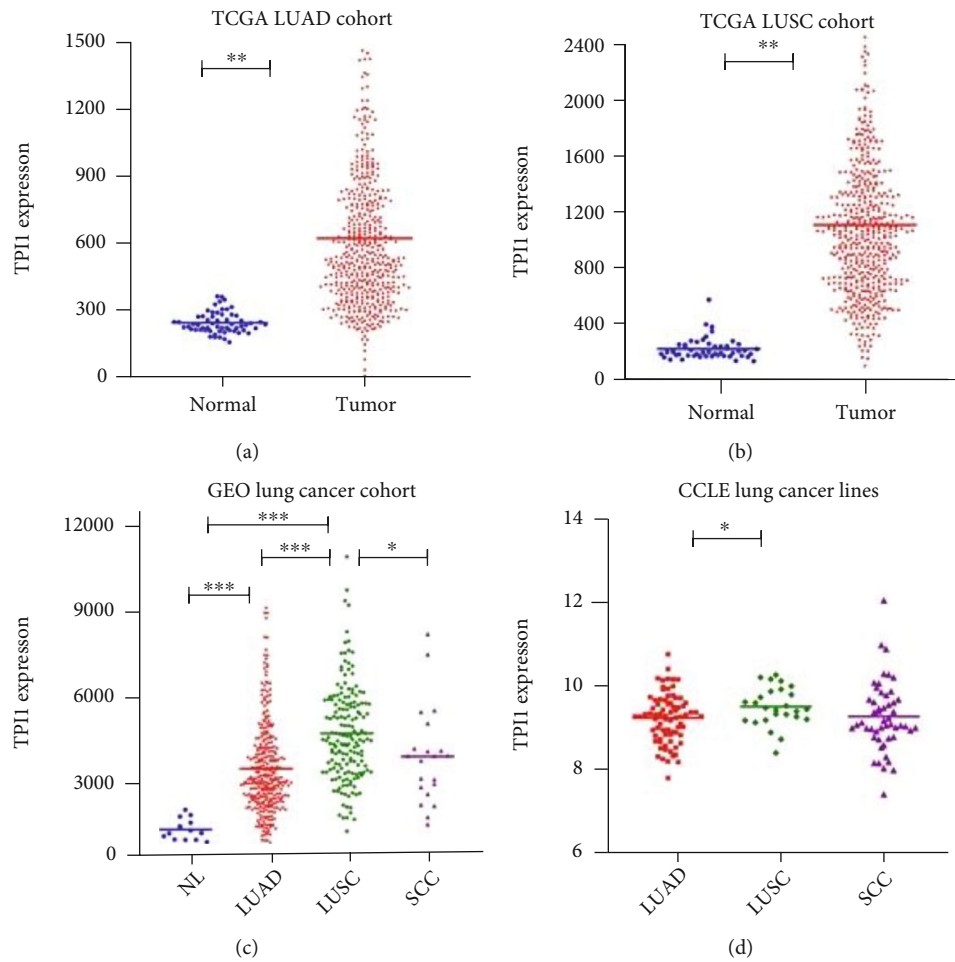 TCGA LUAD cohort
**
1500
1200
900
600
300
0
TPI1 expresson
Normal
Tumor
(a)
TCGA LUSC cohort
**
2400
2000
1600
1200
800
400
0
TPI1 expresson
Normal
Tumor
(b)
GEO lung cancer cohort
***
***
*
***
12000
9000
6000
3000
0
TPI1 expresson
NL
LUAD
LUSC
SCC
(c)
CCLE lung cancer lines
*
14
12
10
8
6
TPI1 expresson
LUAD
LUSC
SCC
(d)